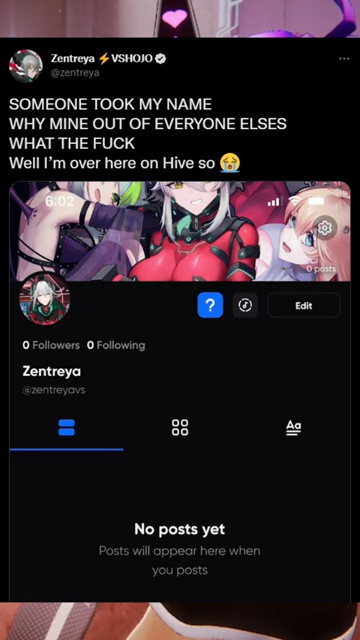 Zentreya ⚡VSHOJO
@zentreya
SOMEONE TOOK MY NAME
WHY MINE OUT OF EVERYONE ELSES
WHAT THE FUCK
Well I'm over here on Hive so 😭
6:02
0 posts
?
Edit
0 Followers 0 Following
Zentreya
@zentreyavs
Aa
No posts yet
Posts will appear here when
you posts